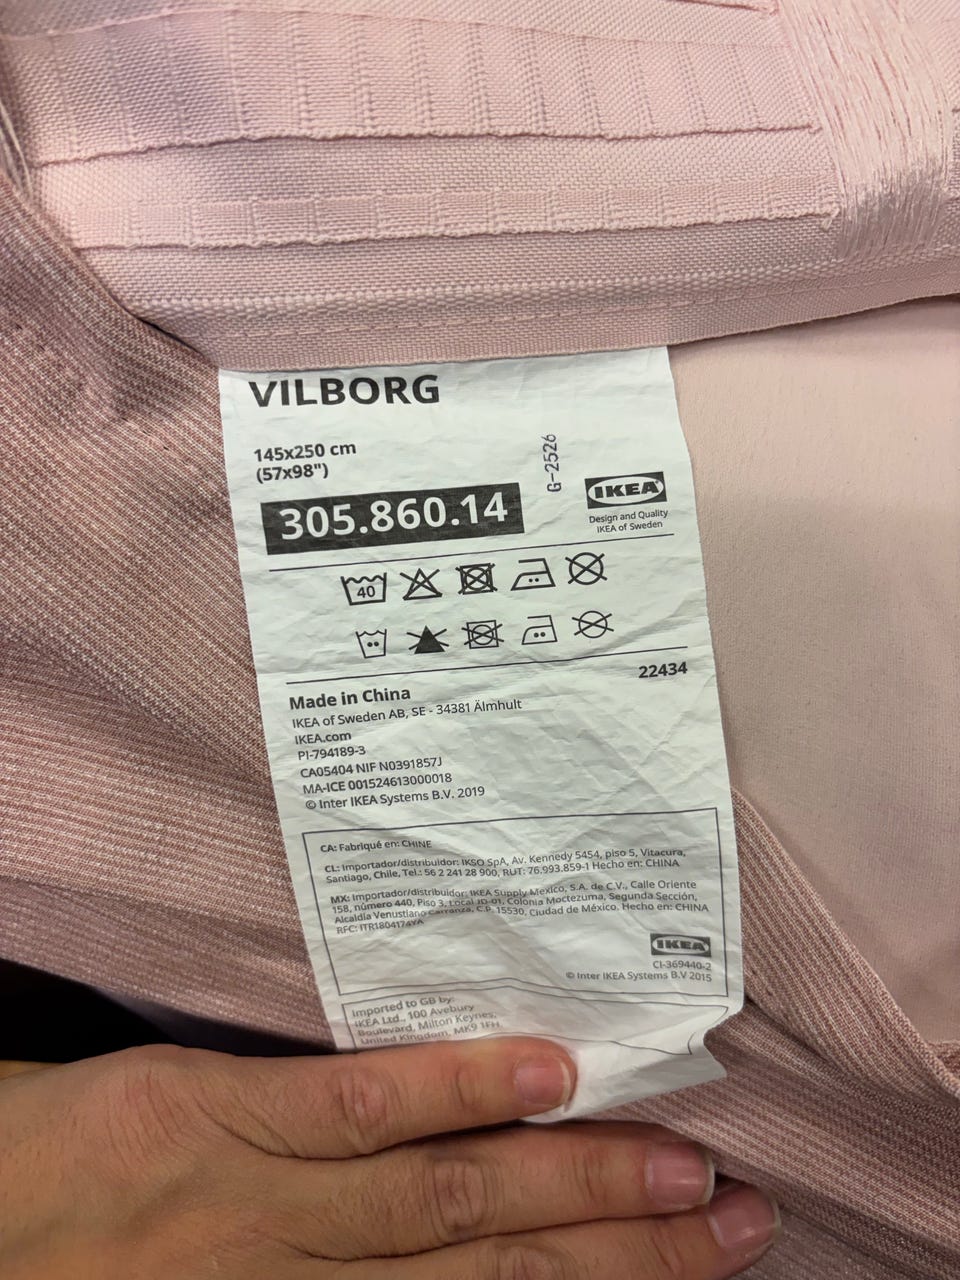 VILBORG
145x250 cm
(57x98")
G-2526
305.860.14
IKEA
Design and Quality
IKEA of Sweden
40
22434
Made in China
IKEA of Sweden AB, SE - 34381 Älmhult
IKEA.com
PI-794189-3
CA05404 NIF N0391857J
MA-ICE 001524613000018
© Inter IKEA Systems B.V. 2019
CA: Fabriqué en: CHINE
CL: Importador/distribuidor: IKSO SpA, Av. Kennedy 5454, piso 5, Vitacura,
Santiago, Chile, Tel.: 56 2 241 28 900, RUT: 76.993.859-1 Hecho en: CHINA
MX: Importador/distribuidor: IKEA Supply Mexico, S.A. de C.V., Calle Oriente
158, número 440, Piso 3, Local JD-01, Colonia Moctezuma, Segunda Sección,
Alcaldía Venustiano Carranza, C.P. 15530, Ciudad de México. Hecho en: CHINA
RFC: ITR1804174YA
IKEA
CI-369440-2
© Inter IKEA Systems B.V 2015
Imported to GB by:
IKEA Ltd., 100 Avebury
Boulevard, Milton Keynes,
United Kingdom, MK9 1FH